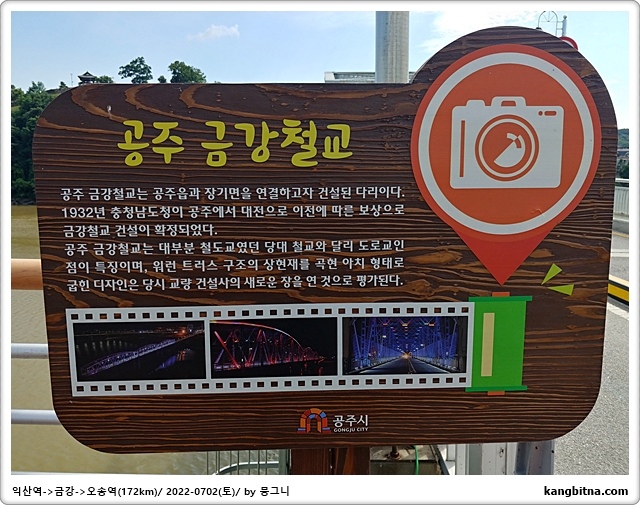 공주 금강철교
공주 금강철교는 공주읍과 장기면을 연결하고자 건설된 다리이다.
1932년 충청남도청이 공주에서 대전으로 이전에 따른 보상으로
금강철교 건설이 확정되었다.
공주 금강철교는 대부분 철도교였던 당대 철교와 달리 도로교인
점이 특징이며, 워런 트러스 구조의 상현재를 곡현 아치 형태로
굽힌 디자인은 당시 교량 건설사의 새로운 장을 연 것으로 평가된다.
공주시
GONGJU CITY
익산역->금강->오송역(172km)/ 2022-0702(토)/ by 뭉그니
kangbitna.com